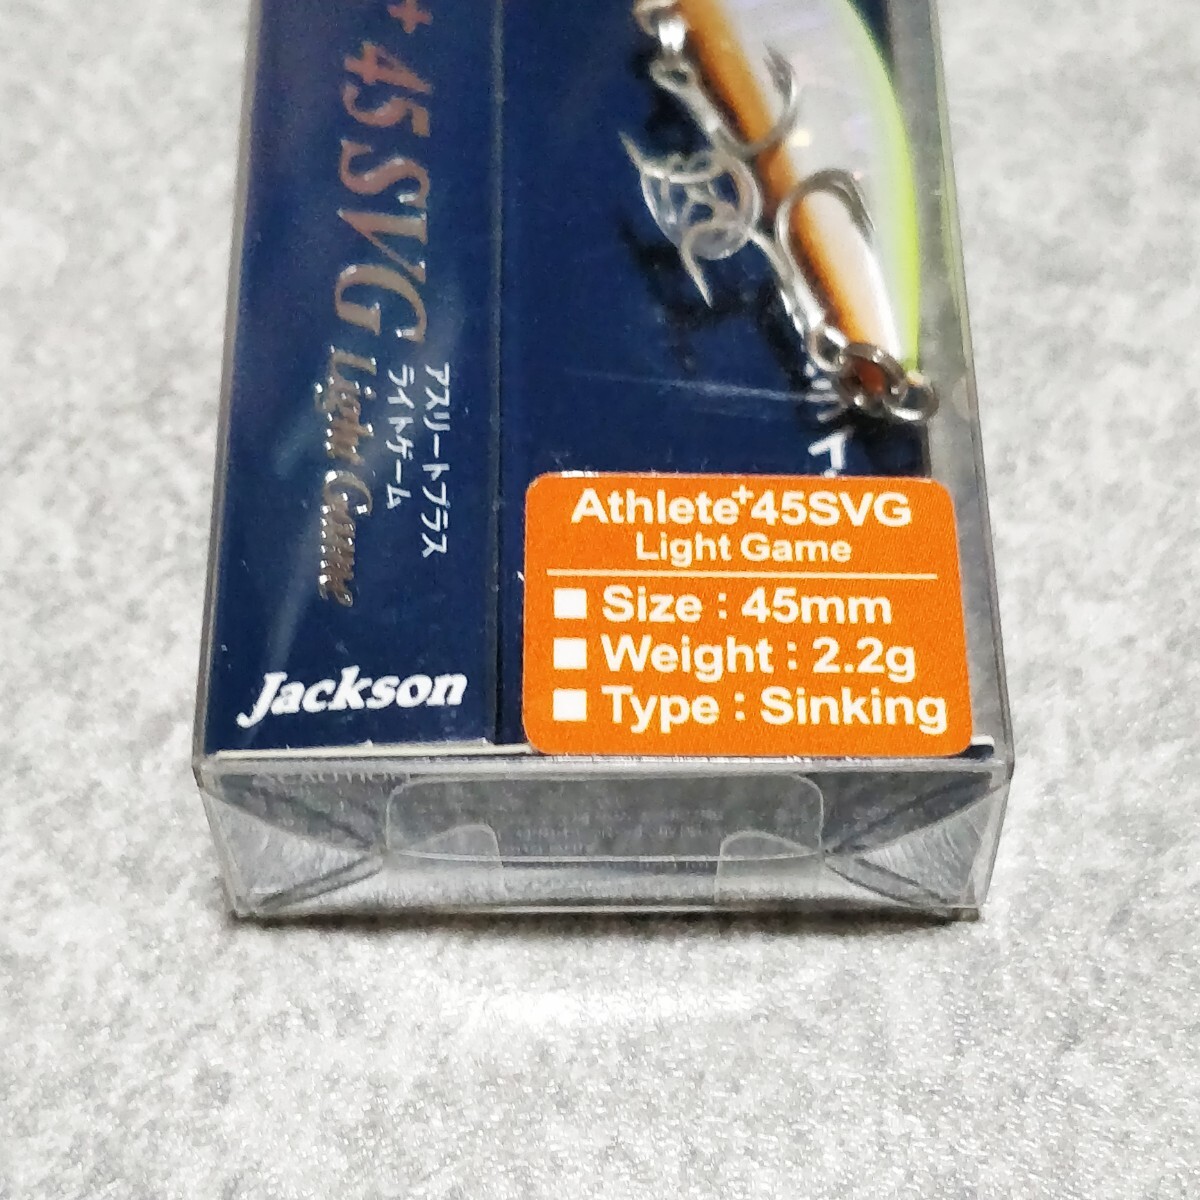 + 45SVG Light Game
アスリートプラス
ライトゲーム
Jackson
Athlete+45SVG
Light Game
■ Size : 45mm
■ Weight : 2.2g
■ Type : Sinking